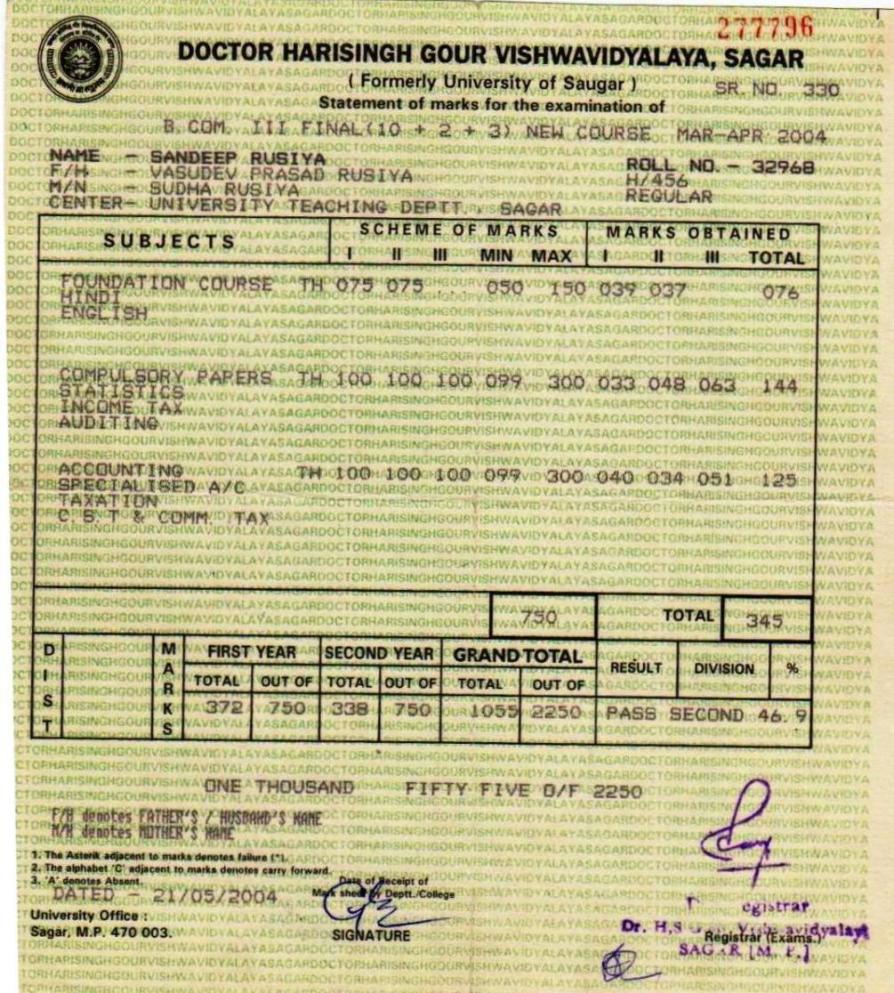 277796
DOCTOR HARISINGH GOUR VISHWAVIDYALAYA, SAGAR
( Formerly University of Saugar )
SR. NO. 330
Statement of marks for the examination of
B.COM. III FINAL(10 + 2 + 3) NEW COURSE MAR-APR 2004
NAME - SANDEEP RUSIYA ROLL NO. - 32968
F/H - VASUDEV PRASAD RUSIYA H/456
M/N - SUDHA RUSIYA REGULAR
CENTER- UNIVERSITY TEACHING DEPTT., SAGAR
SUBJECTS SCHEME OF MARKS MARKS OBTAINED
I II III MIN MAX I II III TOTAL
FOUNDATION COURSE TH 075 075 ... 050 150 039 037 076
HINDI
ENGLISH
COMPULSORY PAPERS TH 100 100 100 099 300 033 048 063 144
STATISTICS
INCOME TAX
AUDITING
ACCOUNTING TH 100 100 100 099 300 040 034 051 125
SPECIALISED A/C
TAXATION
C.S.T & COMM. TAX
750 TOTAL 345
DIST MARKS FIRST YEAR SECOND YEAR GRAND TOTAL RESULT DIVISION %
TOTAL OUT OF TOTAL OUT OF TOTAL OUT OF
372 750 338 750 1055 2250 PASS SECOND 46.9
ONE THOUSAND FIFTY FIVE O/F 2250
F/H denotes FATHER'S / HUSBAND'S NAME
M/N denotes MOTHER'S NAME
1. The Asterik adjacent to marks denotes failure (*).
2. The alphabet 'C' adjacent to marks denotes carry forward.
3. 'A' denotes Absent.
Date of Receipt of
Mark sheet by Deptt./College
DATED - 21/05/2004
University Office :
Sagar, M.P. 470 003.
SIGNATURE
Registrar (Exams.)
SAGAR [M. P.]